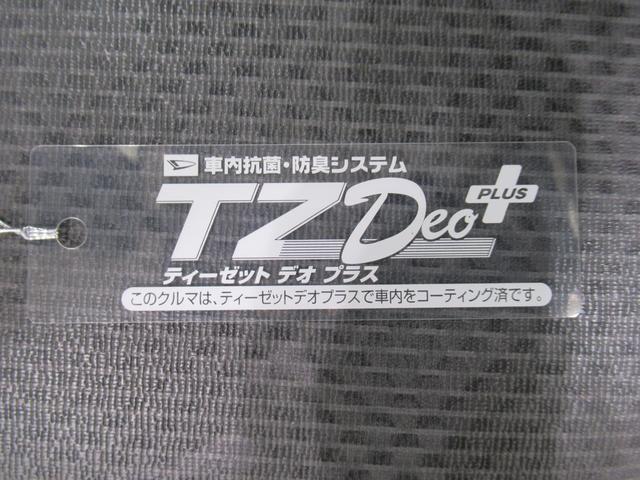 車内抗菌・防臭システム
TZDeo
PLUS
ティーゼット デオ プラス
このクルマは、ティーゼットデオプラスで車内をコーティング済です。